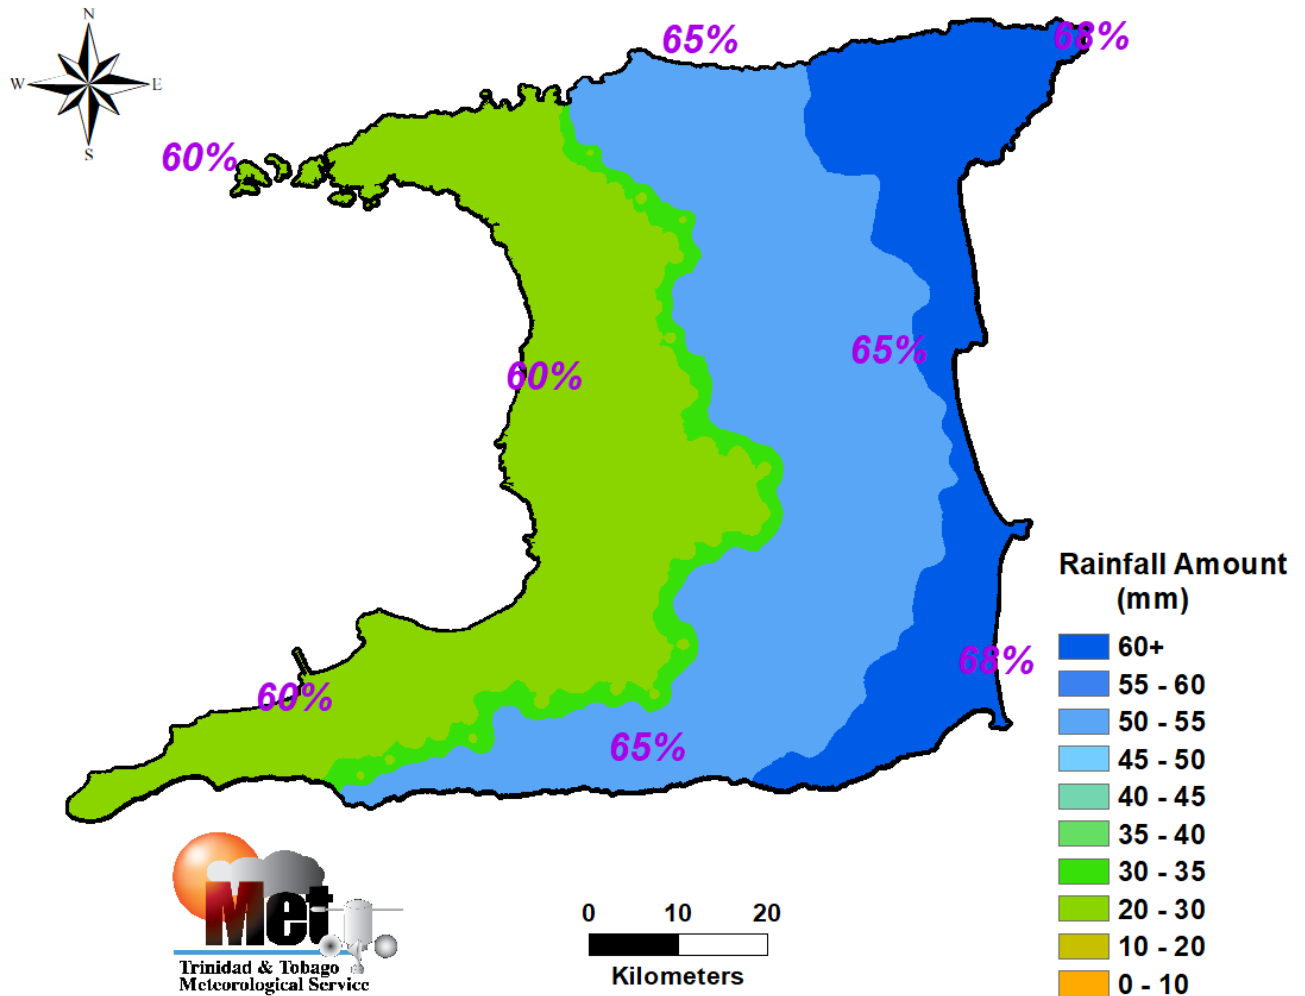 N
W
E
S
65%
68%
60%
65%
60%
68%
60%
65%
Rainfall Amount
(mm)
60+
55 - 60
50 - 55
45 - 50
40 - 45
35 - 40
30 - 35
20 - 30
10 - 20
0 - 10
Met
Trinidad & Tobago
Meteorological Service
0 10 20
Kilometers